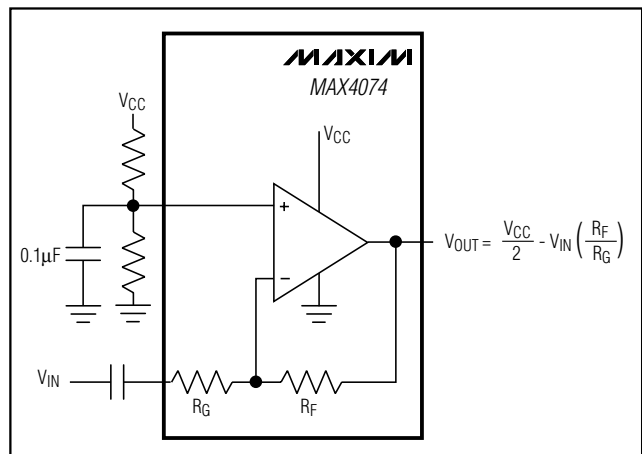 MAXIM
MAX4074
VCC
VCC
+
0.1µF
−
VOUT = VCC/2 - VIN (RF/RG)
VIN
RG
RF